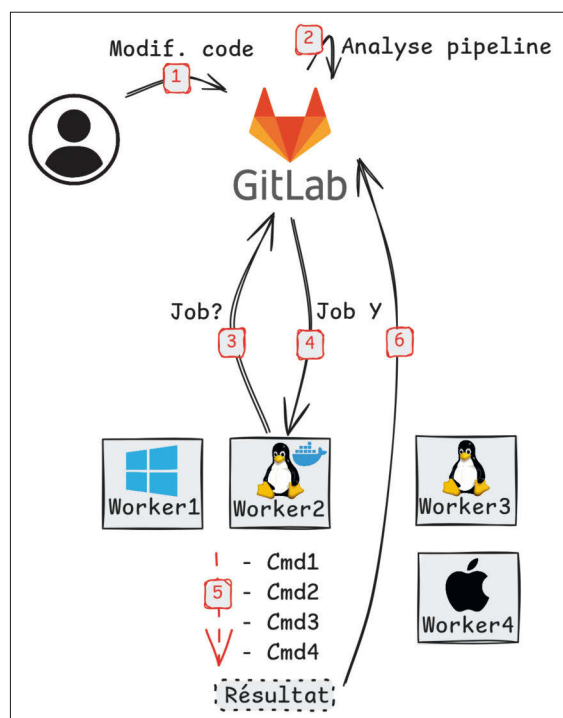 2
Modif. code
Analyse pipeline
1
GitLab
Job?
Job Y
3
4
6
Worker1
Worker2
Worker3
5
- Cmd1
- Cmd2
- Cmd3
- Cmd4
Worker4
Résultat